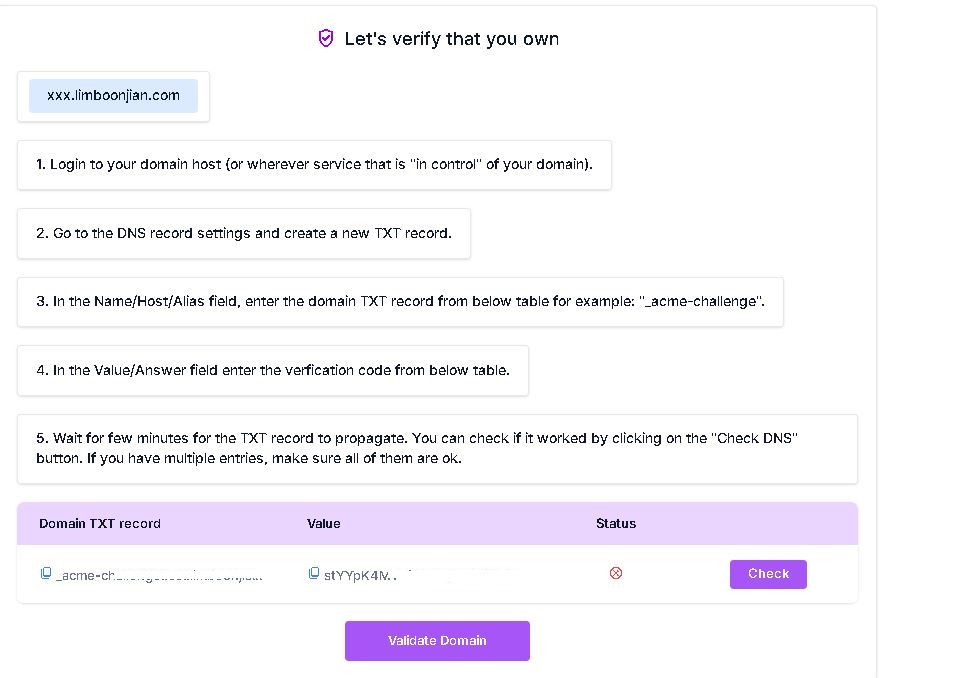 Let's verify that you own
xxx.limboonjian.com
1. Login to your domain host (or wherever service that is "in control" of your domain).
2. Go to the DNS record settings and create a new TXT record.
3. In the Name/Host/Alias field, enter the domain TXT record from below table for example: "_acme-challenge".
4. In the Value/Answer field enter the verfication code from below table.
5. Wait for few minutes for the TXT record to propagate. You can check if it worked by clicking on the "Check DNS"
button. If you have multiple entries, make sure all of them are ok.
Domain TXT record Value Status
Check
Validate Domain